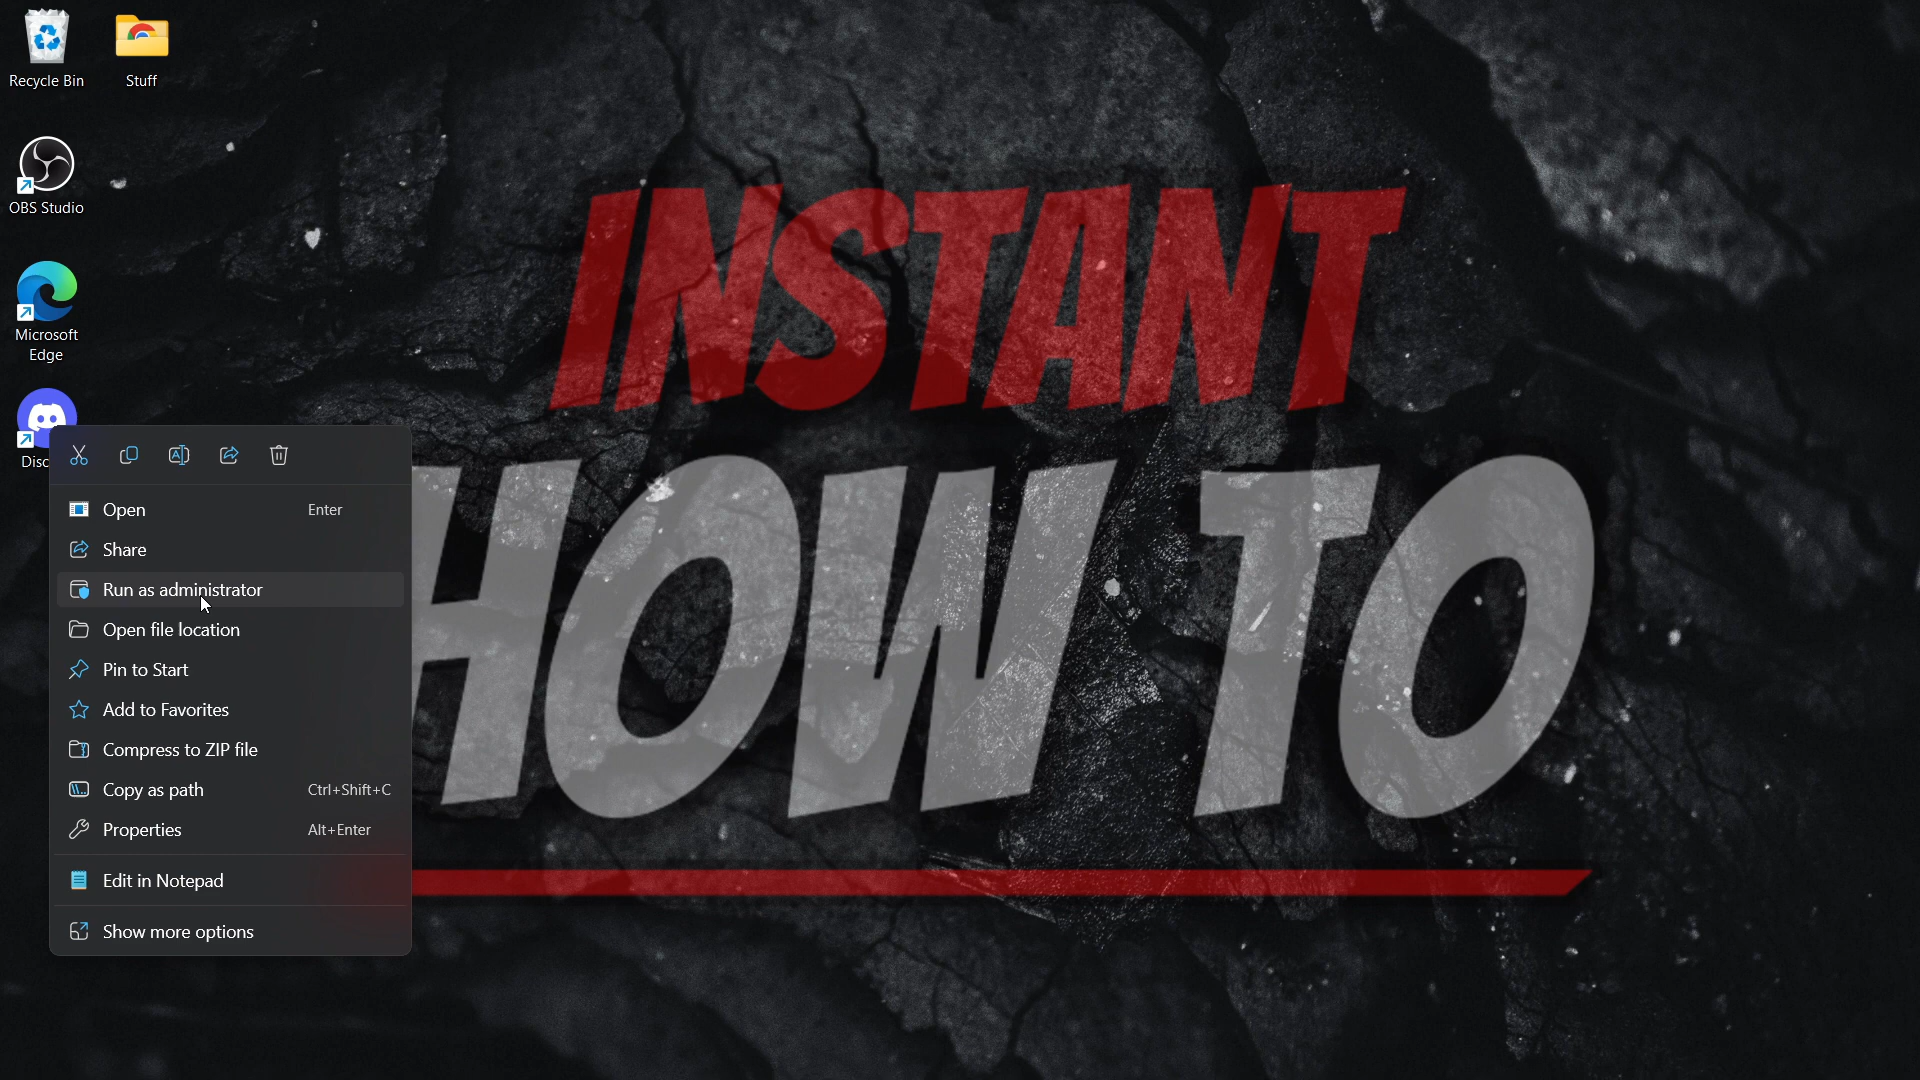 Recycle Bin
Stuff
OBS Studio
Microsoft
Edge
Disc
INSTANT
HOW TO
Open Enter
Share
Run as administrator
Open file location
Pin to Start
Add to Favorites
Compress to ZIP file
Copy as path Ctrl+Shift+C
Properties Alt+Enter
Edit in Notepad
Show more options